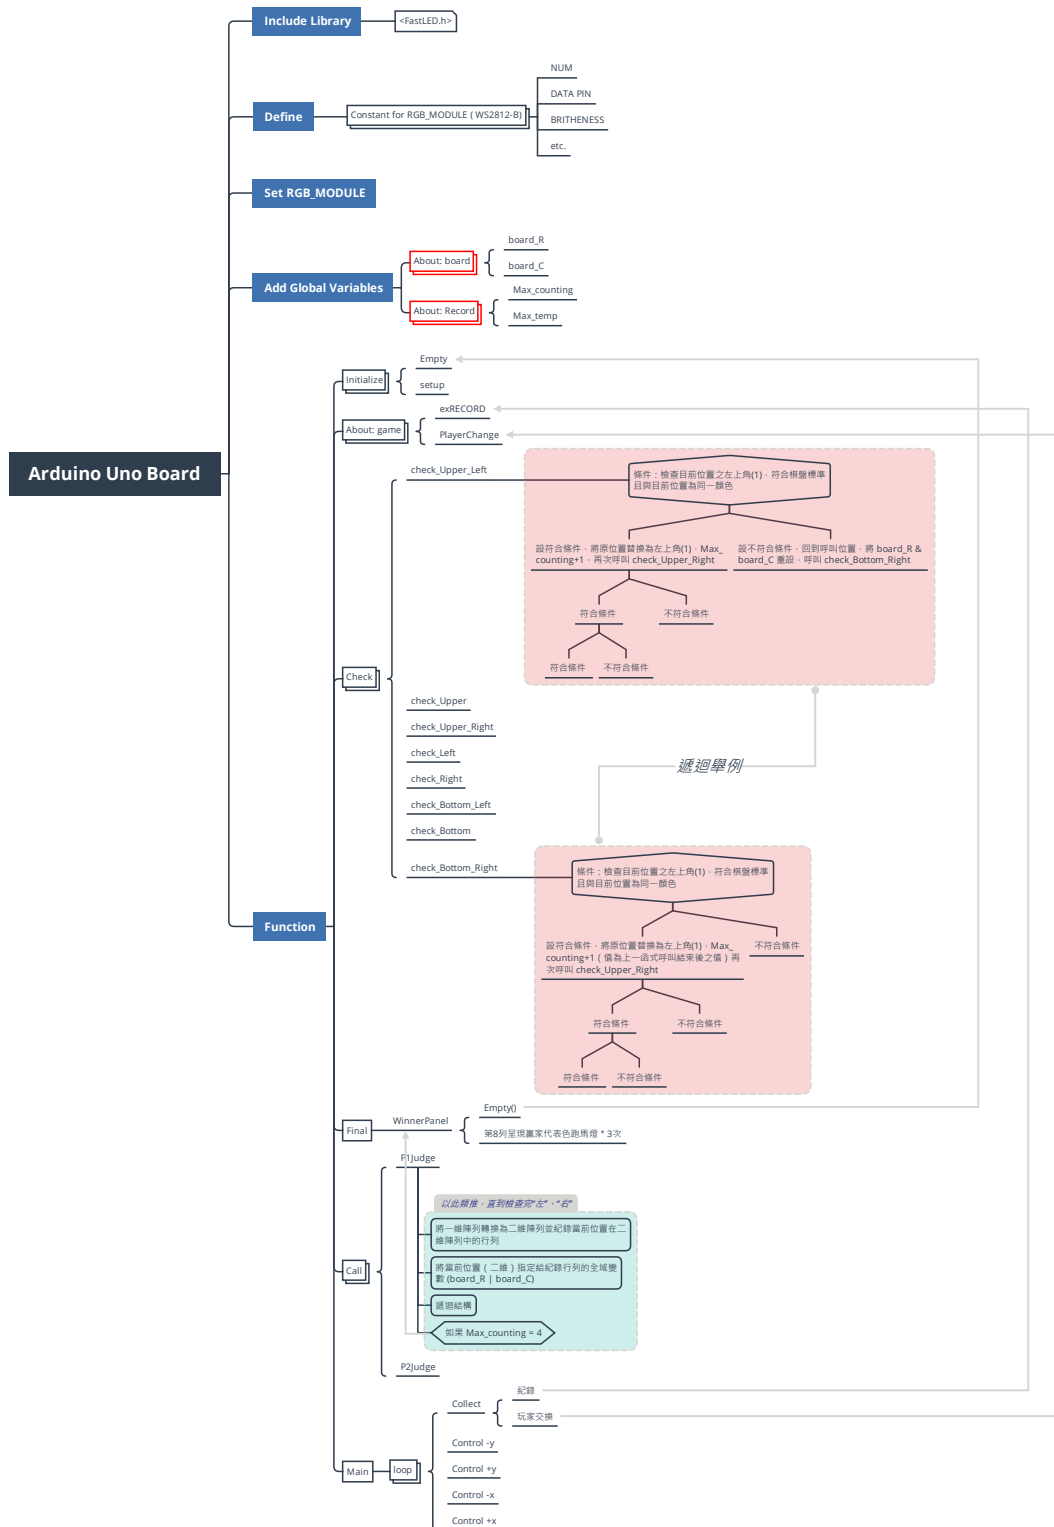 Include Library
<FastLED.h>
NUM
DATA PIN
Define
Constant for RGB_MODULE ( WS2812-B)
BRITHENESS
etc.
Set RGB_MODULE
board_R
About: board
board_C
Add Global Variables
Max_counting
About: Record
Max_temp
Empty
Initialize
setup
exRECORD
About: game
PlayerChange
Arduino Uno Board
check_Upper_Left
條件：檢查目前位置之左上角(1)，符合棋盤標準
且與目前位置為同一顏色
設符合條件，將原位置替換為左上角(1)，Max_
counting+1，再次呼叫 check_Upper_Right
設不符合條件，回到呼叫位置，將 board_R &
board_C 重設，呼叫 check_Bottom_Right
符合條件
不符合條件
符合條件
不符合條件
Check
check_Upper
check_Upper_Right
check_Left
遞迴舉例
check_Right
check_Bottom_Left
check_Bottom
check_Bottom_Right
條件：檢查目前位置之左上角(1)，符合棋盤標準
且與目前位置為同一顏色
Function
設符合條件，將原位置替換為左上角(1)，Max_
counting+1（值為上一函式呼叫結束後之值）再
次呼叫 check_Upper_Right
不符合條件
符合條件
不符合條件
符合條件
不符合條件
Empty()
WinnerPanel
Final
第8列呈現贏家代表色跑馬燈 * 3次
P1Judge
以此類推，直到檢查完“左”、“右”
將一維陣列轉換為二維陣列並紀錄當前位置在二
維陣列中的行列
Call
將當前位置（二維）指定給紀錄行列的全域變
數 (board_R | board_C)
遞迴結構
如果 Max_counting = 4
P2Judge
紀錄
Collect
玩家交換
Control -y
Main
loop
Control +y
Control -x
Control +x